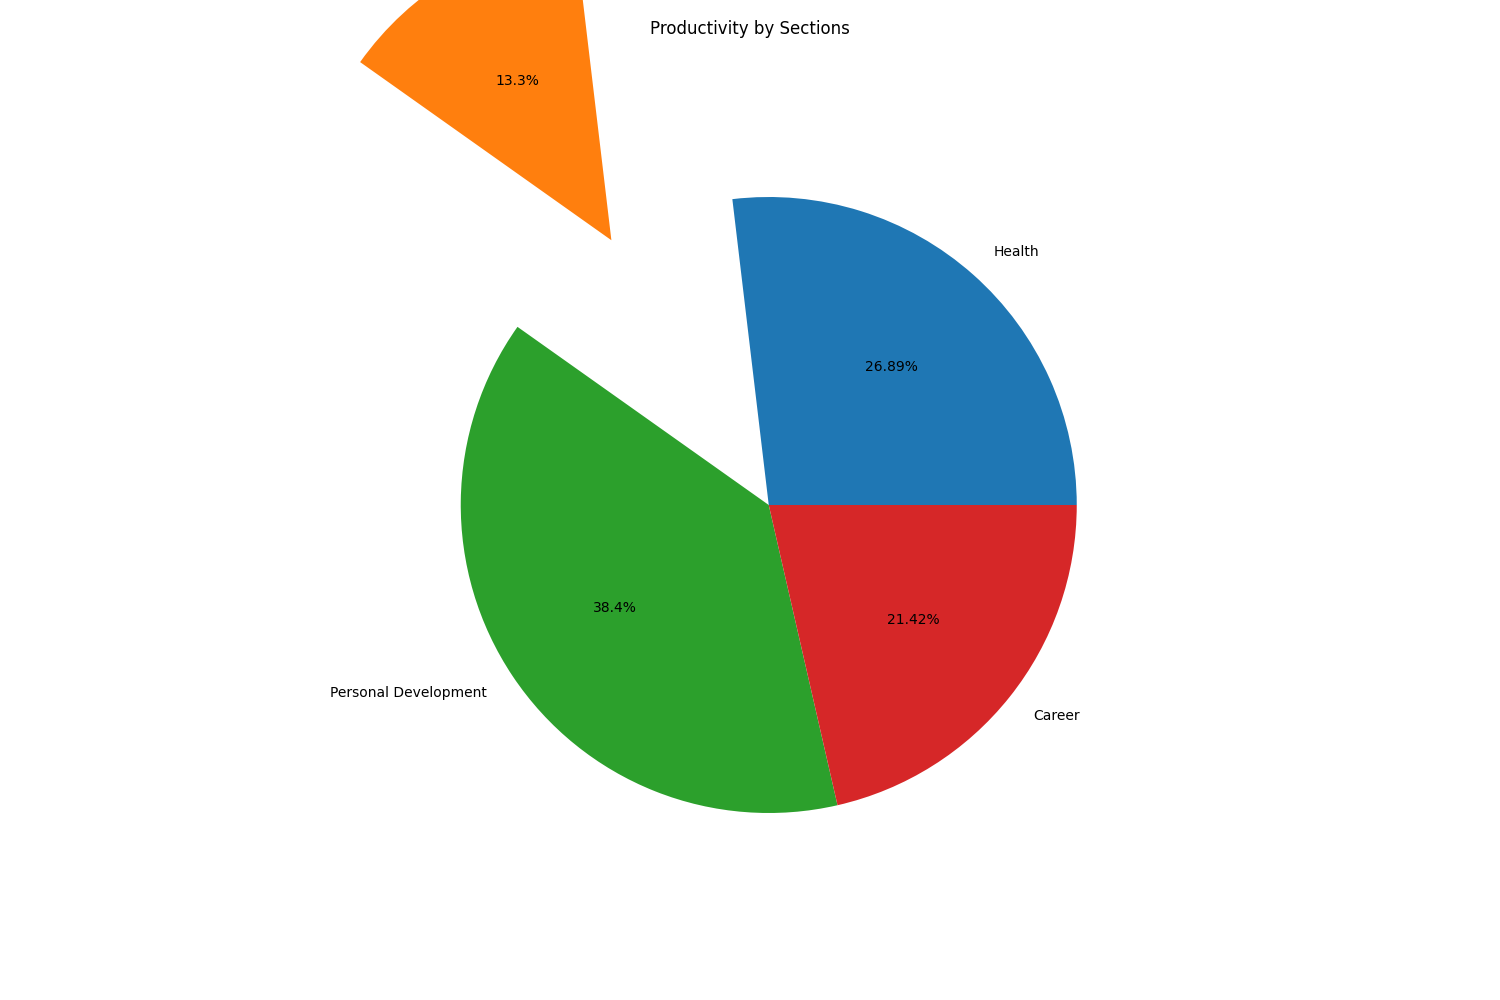 Productivity by Sections
13.3%
Health
26.89%
38.4%
21.42%
Personal Development
Career